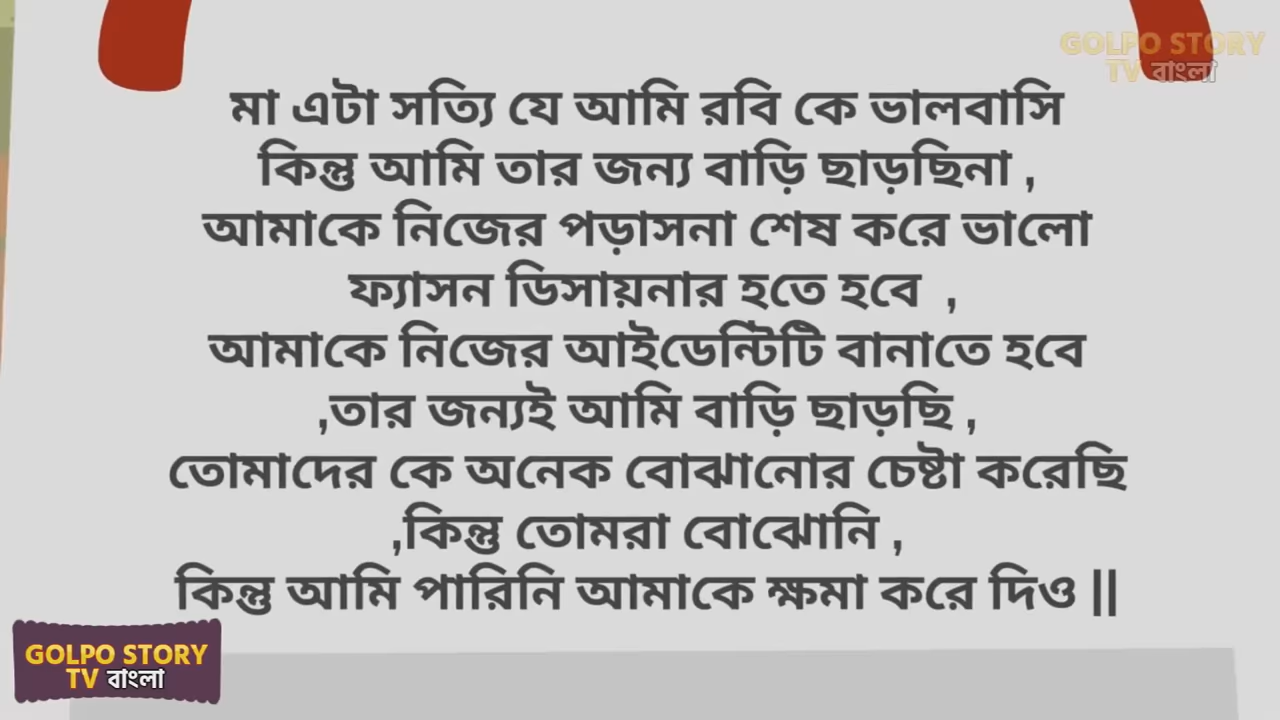 GOLPO STORY
TV বাংলা
মা এটা সত্যি যে আমি রবি কে ভালবাসি
কিন্তু আমি তার জন্য বাড়ি ছাড়ছিনা ,
আমাকে নিজের পড়াসনা শেষ করে ভালো
ফ্যাসন ডিসায়নার হতে হবে ,
আমাকে নিজের আইডেন্টিটি বানাতে হবে
,তার জন্যই আমি বাড়ি ছাড়ছি ,
তোমাদের কে অনেক বোঝানোর চেষ্টা করেছি
,কিন্তু তোমরা বোঝোনি ,
কিন্তু আমি পারিনি আমাকে ক্ষমা করে দিও ||
GOLPO STORY
TV বাংলা